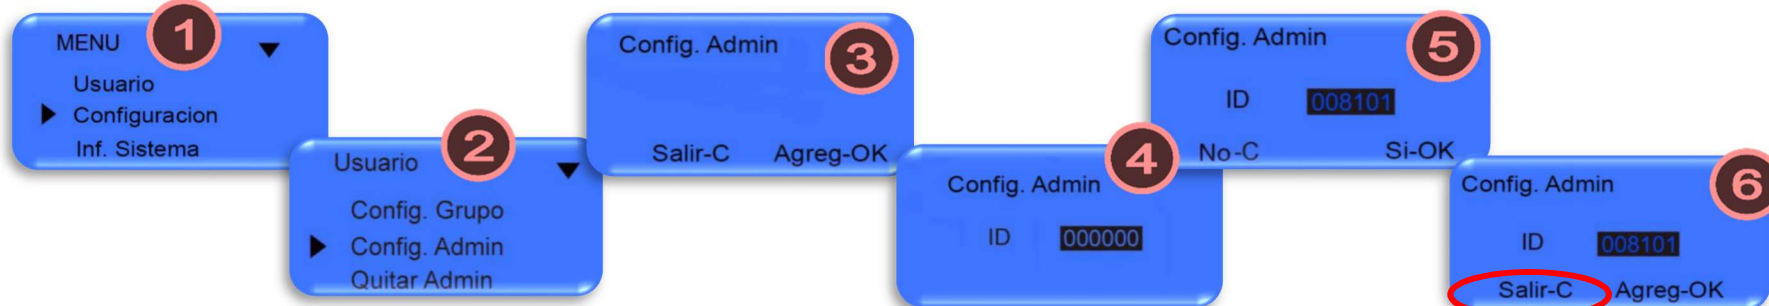 MENU 1
Usuario
Configuracion
Inf. Sistema
Usuario 2
Config. Grupo
Config. Admin
Quitar Admin
Config. Admin 3
Salir-C Agreg-OK
Config. Admin 4
ID 000000
Config. Admin 5
ID 008101
No-C Si-OK
Config. Admin 6
ID 008101
Salir-C Agreg-OK